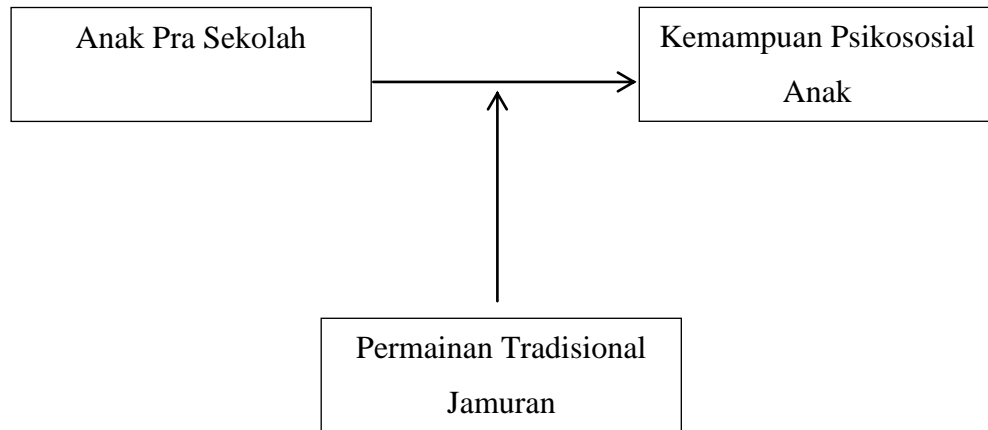 Anak Pra Sekolah
Kemampuan Psikososial
Anak
Permainan Tradisional
Jamuran